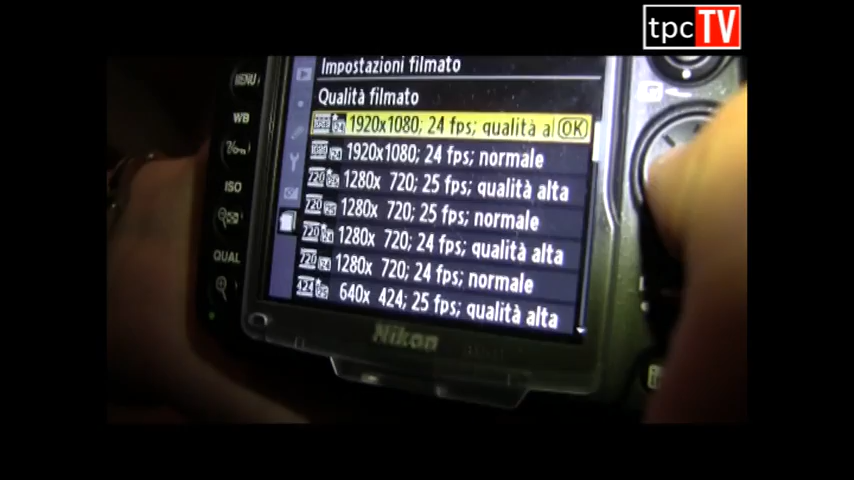 tpcTV
Impostazioni filmato
Qualità filmato
1920x1080; 24 fps; qualità a OK
1920x1080; 24 fps; normale
1280x 720; 25 fps; qualità alta
1280x 720; 25 fps; normale
1280x 720; 24 fps; qualità alta
1280x 720; 24 fps; normale
640x 424; 25 fps; qualità alta
MENU
WB
ISO
QUAL
Nikon